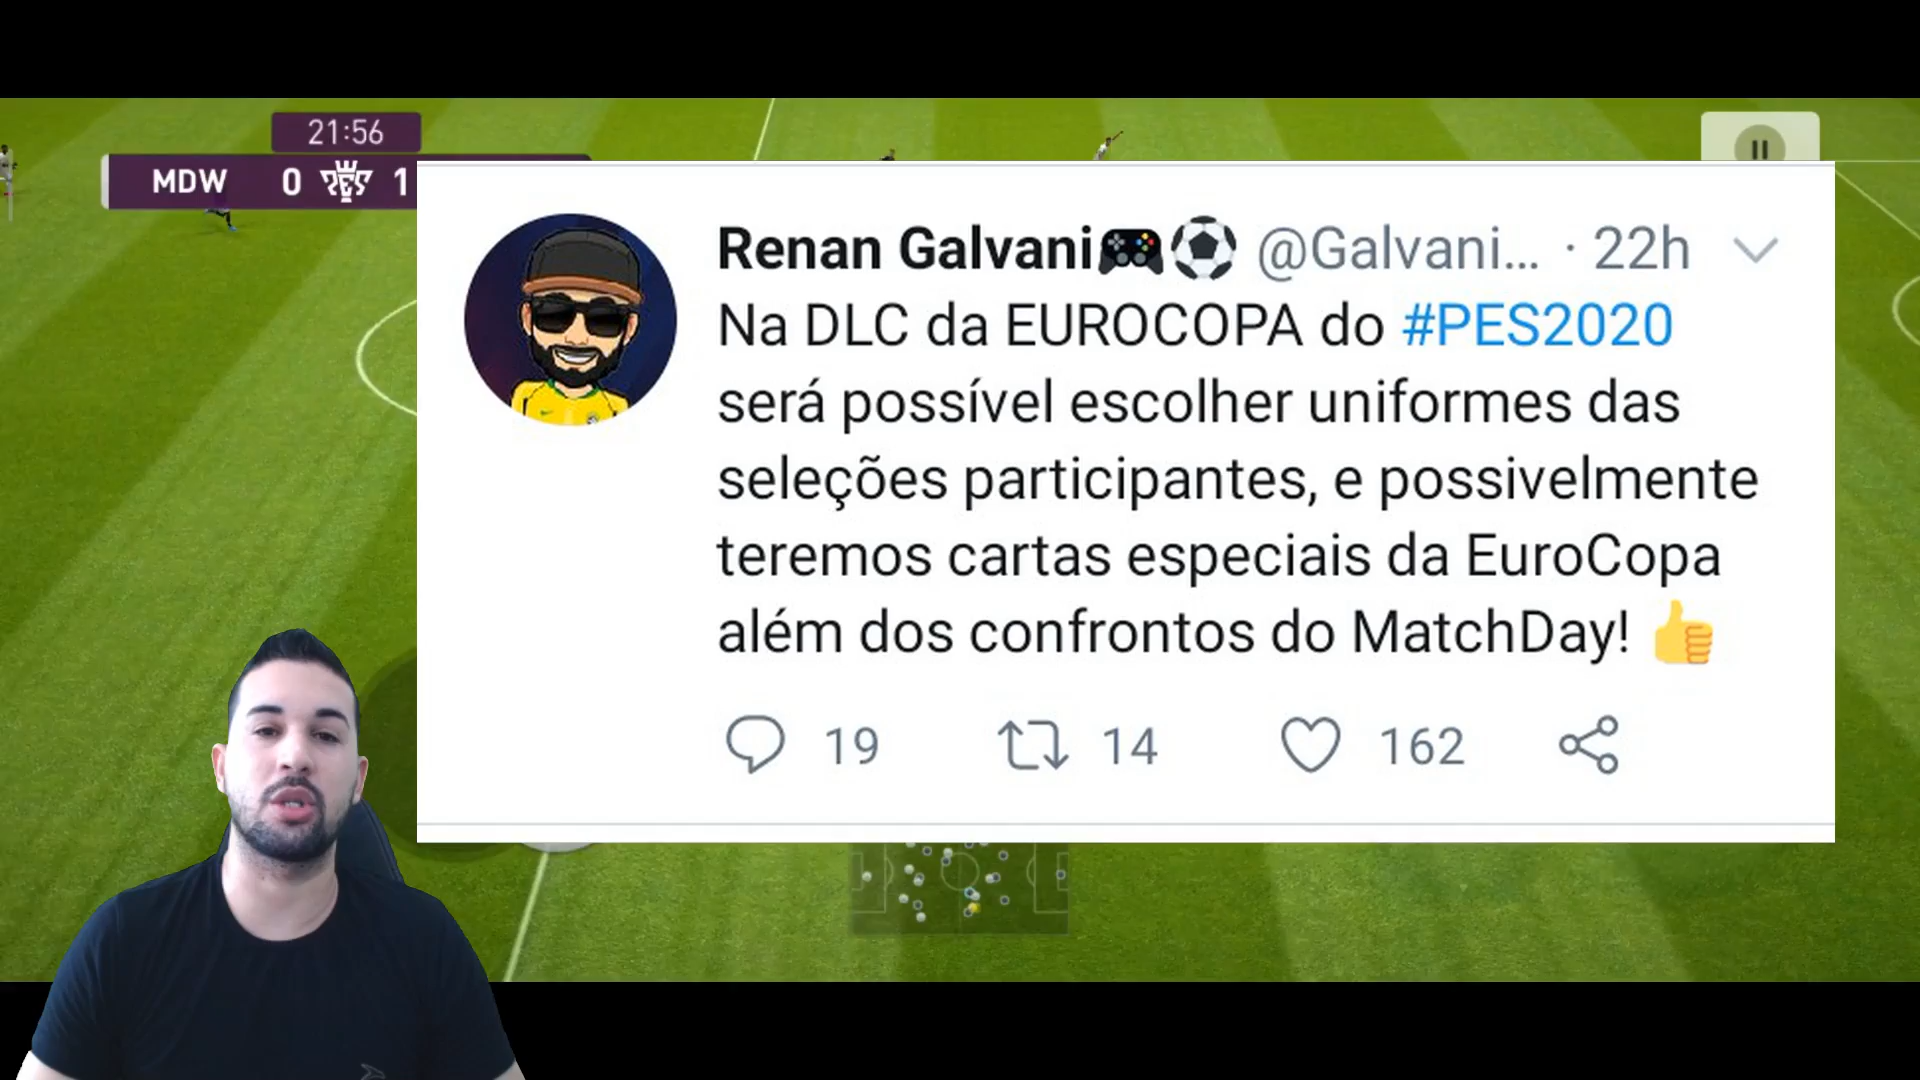 21:56
MDW 0 PES 1
Renan Galvani🎮⚽ @Galvani... · 22h
Na DLC da EUROCOPA do #PES2020
será possível escolher uniformes das
seleções participantes, e possivelmente
teremos cartas especiais da EuroCopa
além dos confrontos do MatchDay! 👍
19 14 162